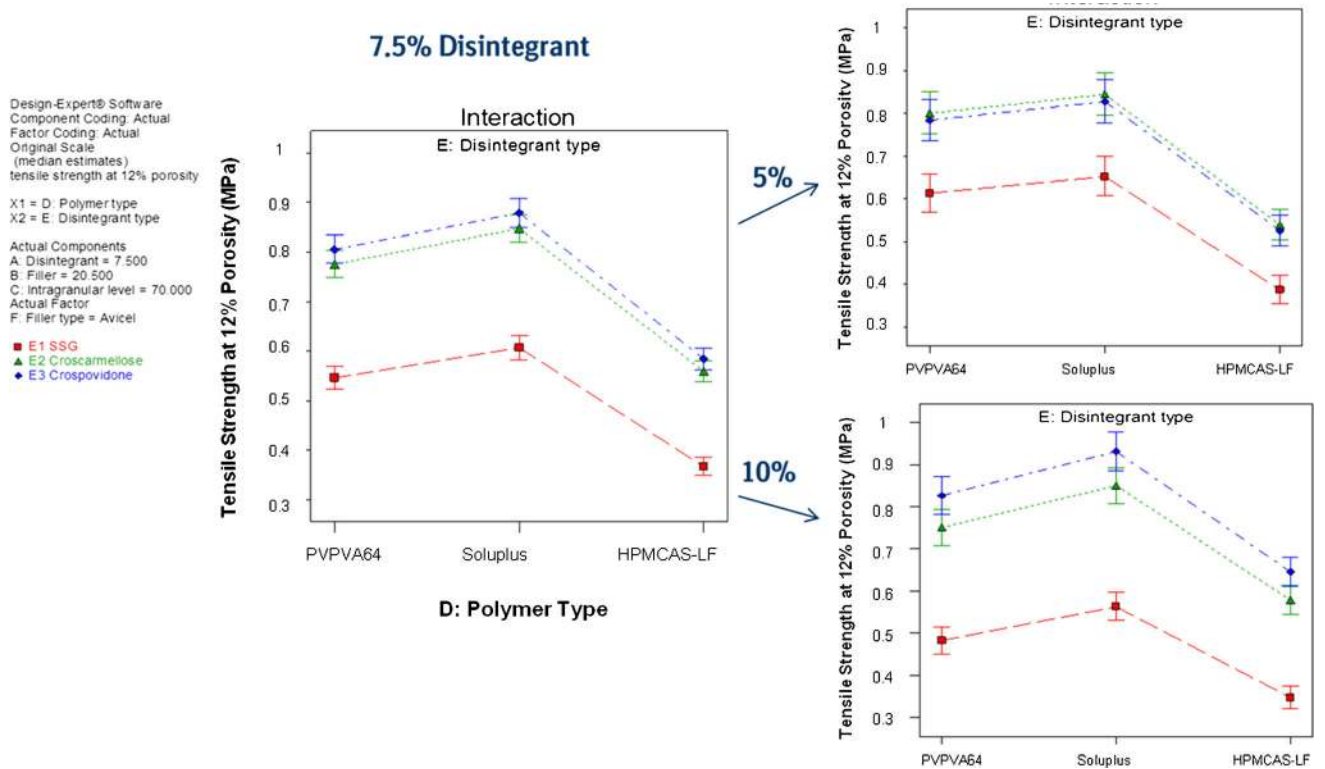 7.5% Disintegrant
Design-Expert® Software
Component Coding: Actual
Factor Coding: Actual
Original Scale
(median estimates)
tensile strength at 12% porosity
X1 = D: Polymer type
X2 = E: Disintegrant type
Actual Components
A: Disintegrant = 7.500
B: Filler = 20.500
C: Intragranular level = 70.000
Actual Factor
F: Filler type = Avicel
E1 SSG
E2 Croscarmellose
E3 Crospovidone
Interaction
E: Disintegrant type
Tensile Strength at 12% Porosity (MPa)
1
0.9
0.8
0.7
0.6
0.5
0.4
0.3
PVPVA64 Soluplus HPMCAS-LF
D: Polymer Type
5%
10%
E: Disintegrant type
Tensile Strength at 12% Porosity (MPa)
1
0.9
0.8
0.7
0.6
0.5
0.4
0.3
PVPVA64 Soluplus HPMCAS-LF
E: Disintegrant type
Tensile Strength at 12% Porosity (MPa)
1
0.9
0.8
0.7
0.6
0.5
0.4
0.3
PVPVA64 Soluplus HPMCAS-LF